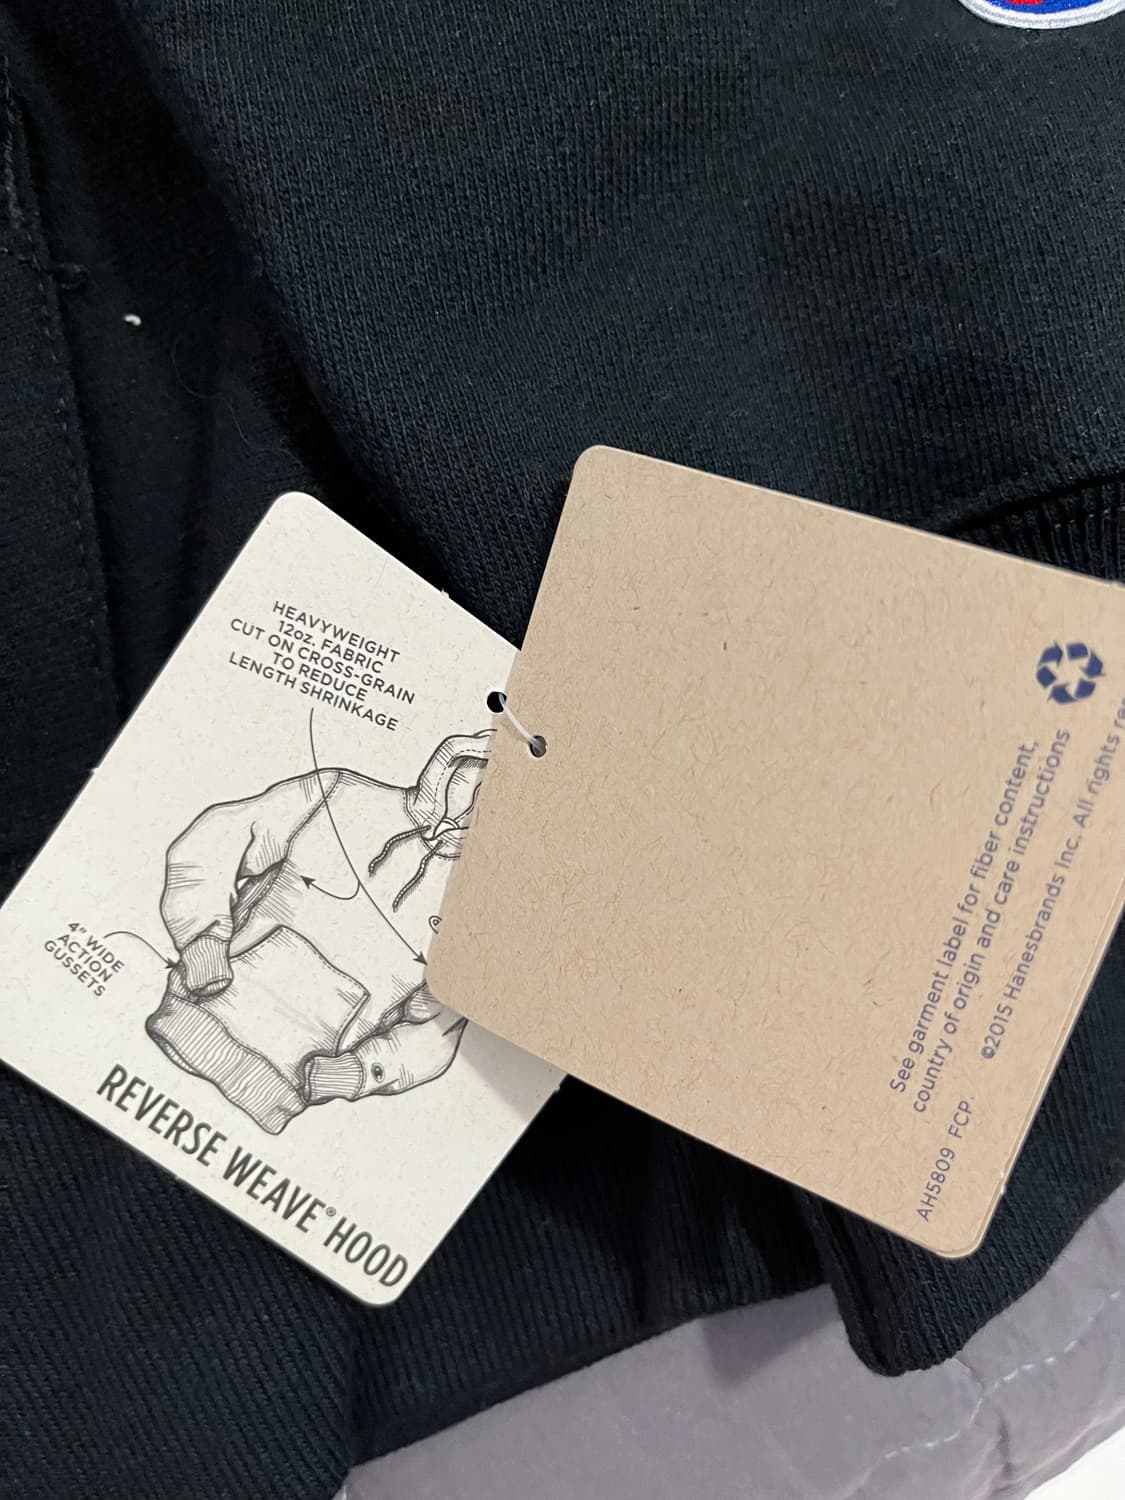 HEAVYWEIGHT
12oz. FABRIC
CUT ON CROSS-GRAIN
TO REDUCE
LENGTH SHRINKAGE
4" WIDE
ACTION
GUSSETS
REVERSE WEAVE® HOOD
See garment label for fiber content,
country of origin and care instructions
©2015 Hanesbrands Inc. All rights
AH5809 FCP.